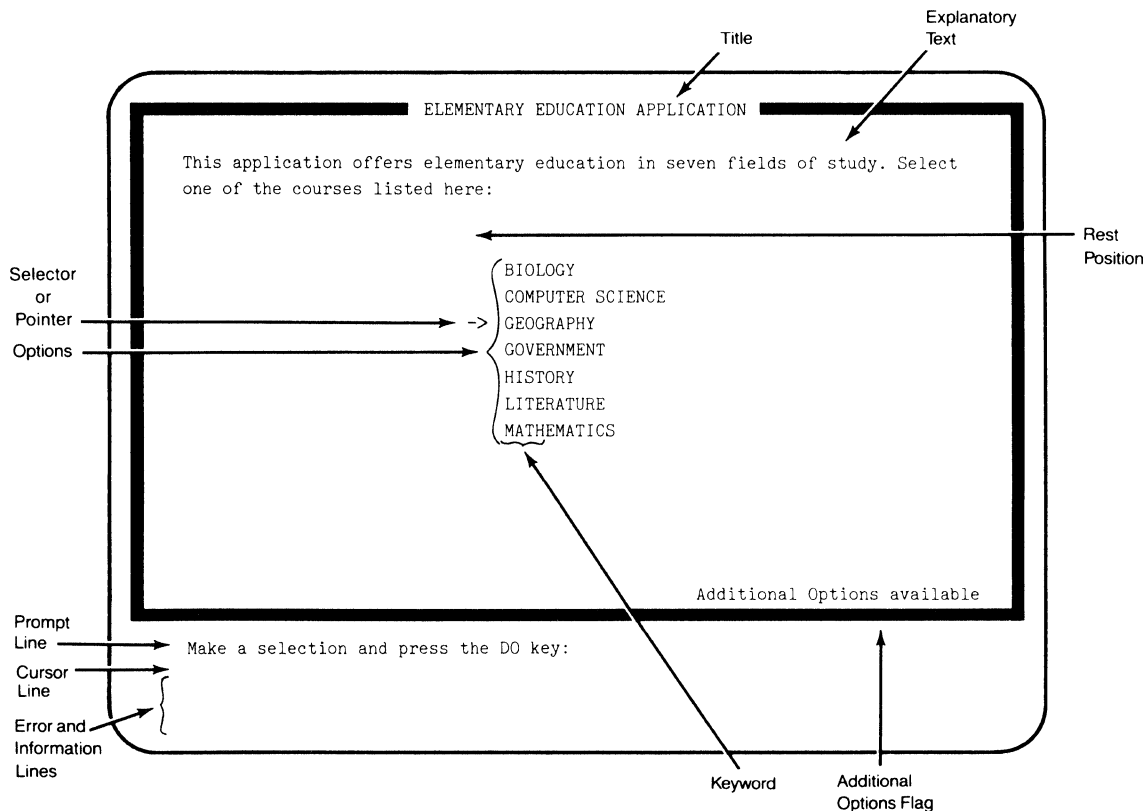 Explanatory
Text
Title
ELEMENTARY EDUCATION APPLICATION
This application offers elementary education in seven fields of study. Select
one of the courses listed here:
Rest
Position
Selector
or
Pointer
Options
BIOLOGY
COMPUTER SCIENCE
-> GEOGRAPHY
GOVERNMENT
HISTORY
LITERATURE
MATHEMATICS
Additional Options available
Prompt
Line
Make a selection and press the DO key:
Cursor
Line
Error and
Information
Lines
Keyword
Additional
Options Flag